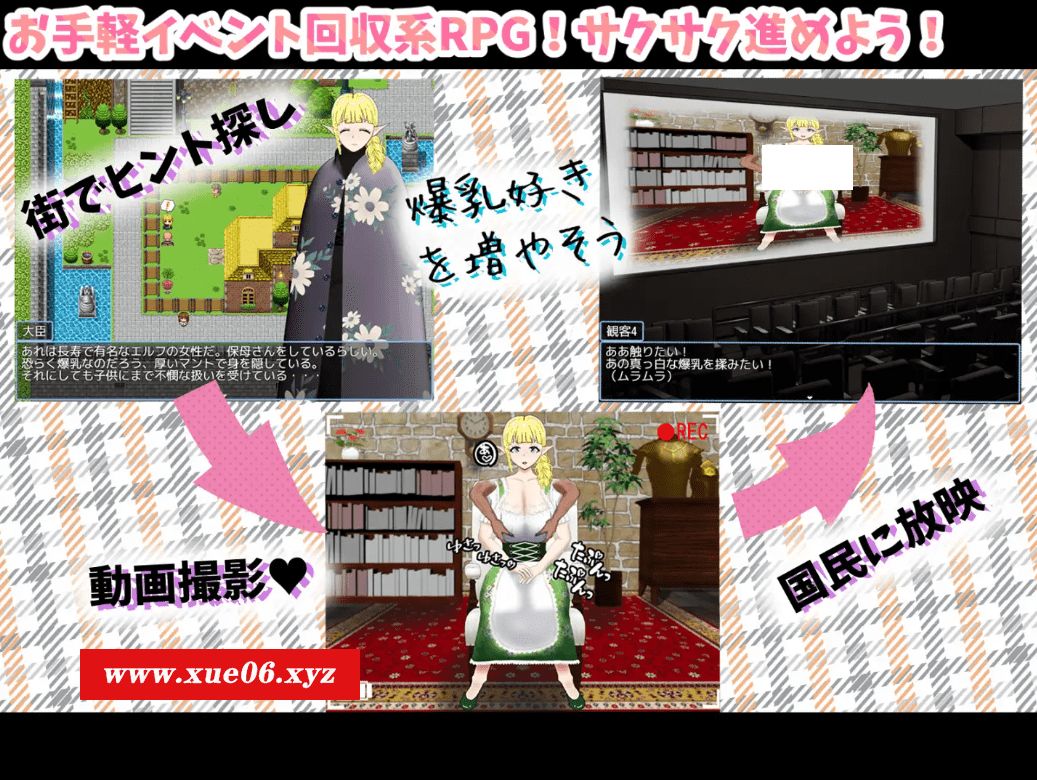 お手軽イベント回収系RPG！サクサク進めよう！
街でヒント探し
爆乳好き
を増やそう
大臣
あれは長寿で有名なエルフの女性だ。保母さんをしているらしい。
恐らく爆乳なのだろう、厚いマントで身を隠している。
それにしても子供にまで不憫な扱いを受けている・・・
観客4
ああ触りたい！
あの真っ白な爆乳を揉みたい！
（ムラムラ）
REC
あ♡
ゆさっ
ゆさっ
たぷんっ
たぷんっ
動画撮影♥
国民に放映
www.xue06.xyz